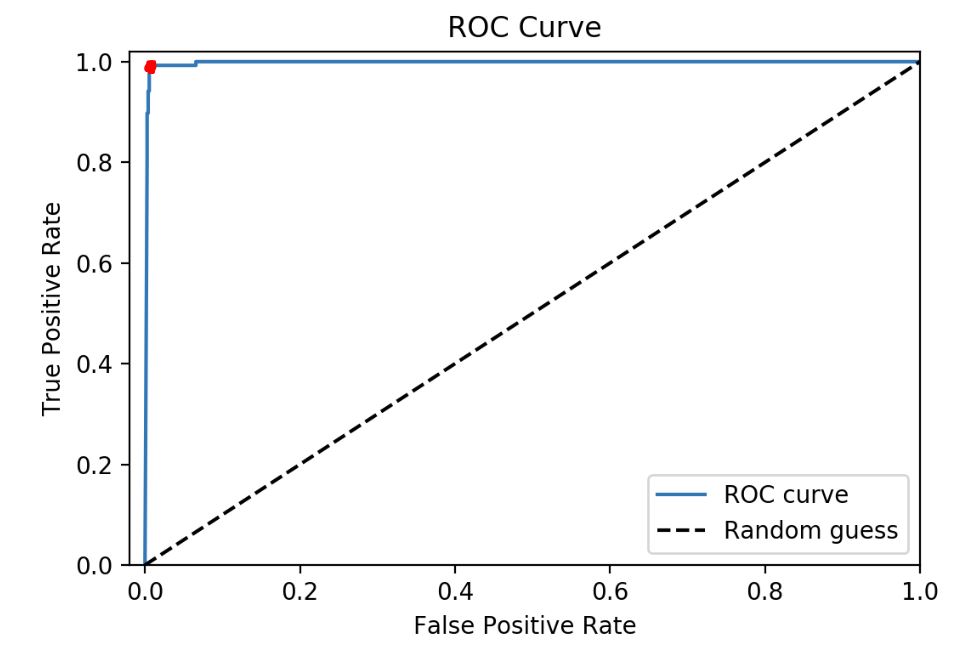 ROC Curve
1.0
0.8
0.6
0.4
0.2
0.0
True Positive Rate
ROC curve
Random guess
0.0 0.2 0.4 0.6 0.8 1.0
False Positive Rate